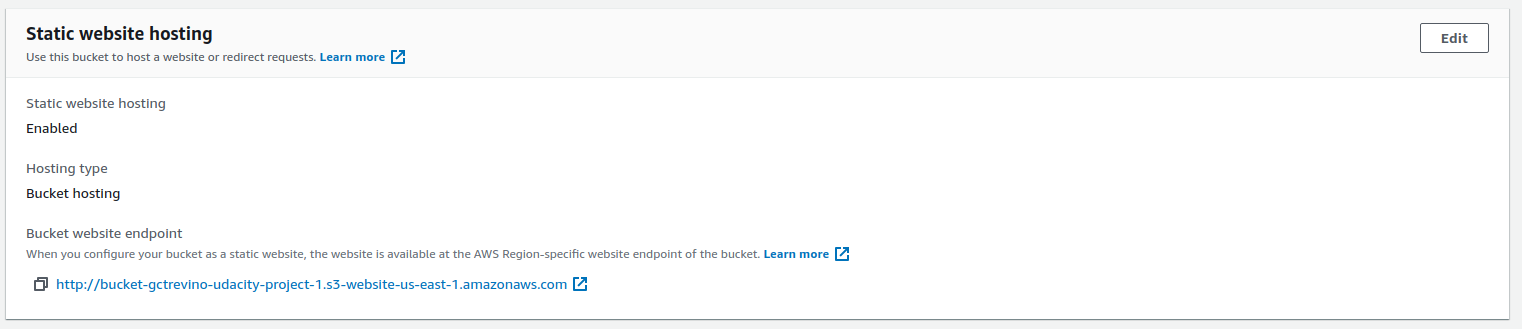 Static website hosting
Edit
Use this bucket to host a website or redirect requests. Learn more
Static website hosting
Enabled
Hosting type
Bucket hosting
Bucket website endpoint
When you configure your bucket as a static website, the website is available at the AWS Region-specific website endpoint of the bucket. Learn more
http://bucket-gctrevino-udacity-project-1.s3-website-us-east-1.amazonaws.com